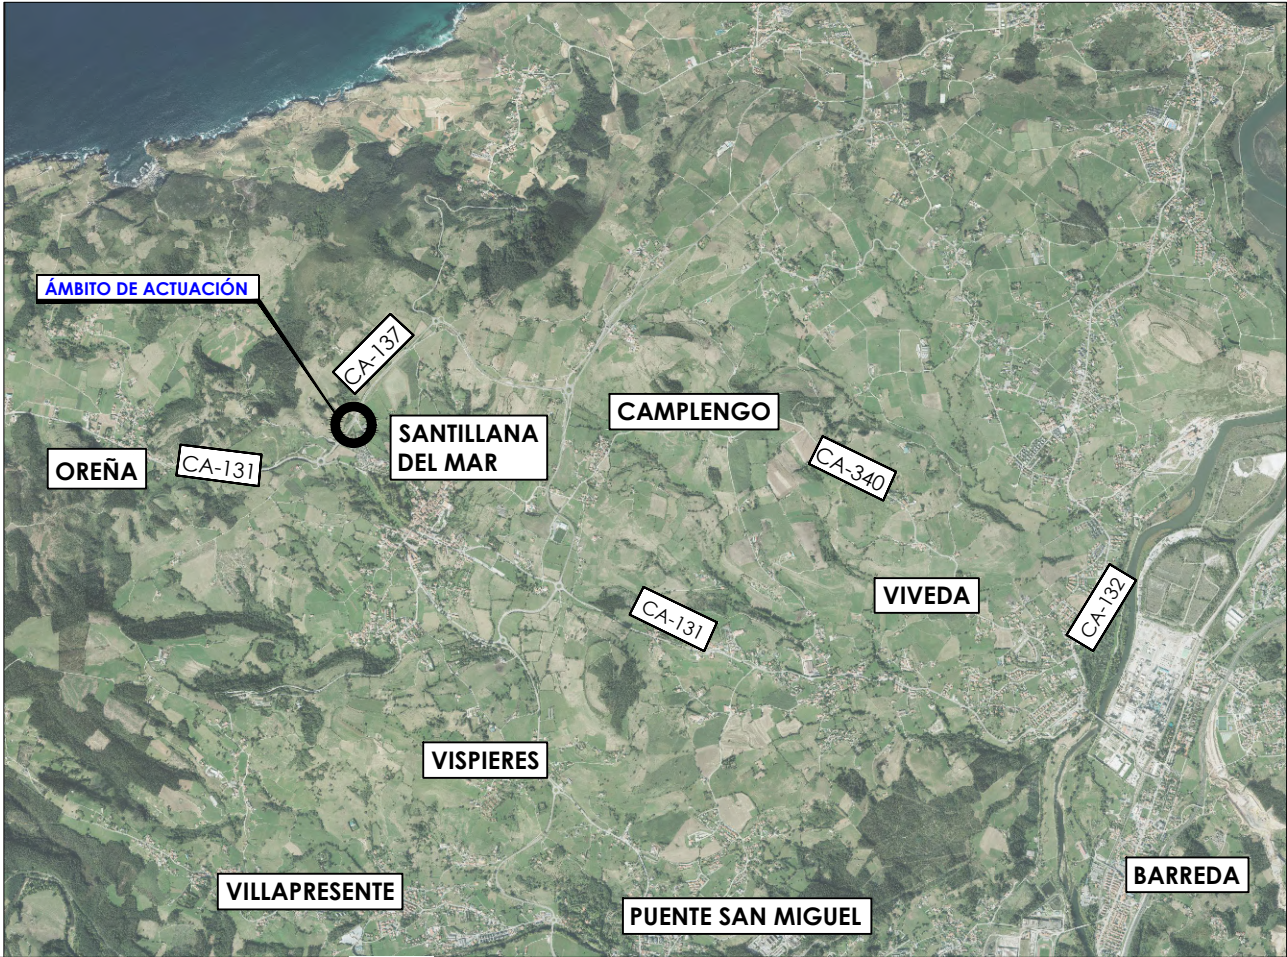 ÁMBITO DE ACTUACIÓN
CA-137
CAMPLENGO
SANTILLANA
DEL MAR
OREÑA
CA-131
CA-340
VIVEDA
CA-132
CA-131
VISPIERES
VILLAPRESENTE
PUENTE SAN MIGUEL
BARREDA